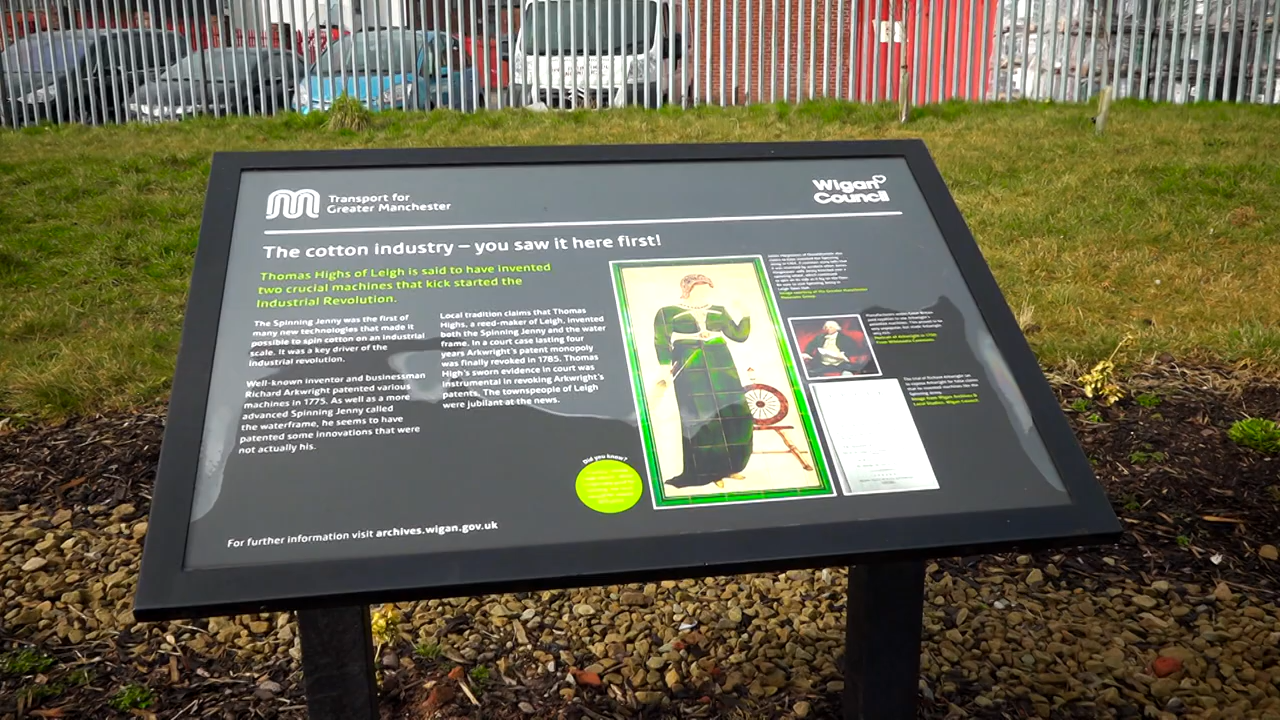 Transport for
Greater Manchester
Wigan
Council
The cotton industry – you saw it here first!
Thomas Highs of Leigh is said to have invented
two crucial machines that kick started the
Industrial Revolution.
The Spinning Jenny was the first of
many new technologies that made it
possible to spin cotton on an industrial
scale. It was a key driver of the
industrial revolution.
Well-known inventor and businessman
Richard Arkwright patented various
machines in 1775. As well as a more
advanced Spinning Jenny called
the waterframe, he seems to have
patented some innovations that were
not actually his.
Local tradition claims that Thomas
Highs, a reed-maker of Leigh, invented
both the Spinning Jenny and the water
frame. In a court case lasting four
years Arkwright's patent monopoly
was finally revoked in 1785. Thomas
High's sworn evidence in court was
instrumental in revoking Arkwright's
patents. The townspeople of Leigh
were jubilant at the news.
Did you know?
For further information visit archives.wigan.gov.uk